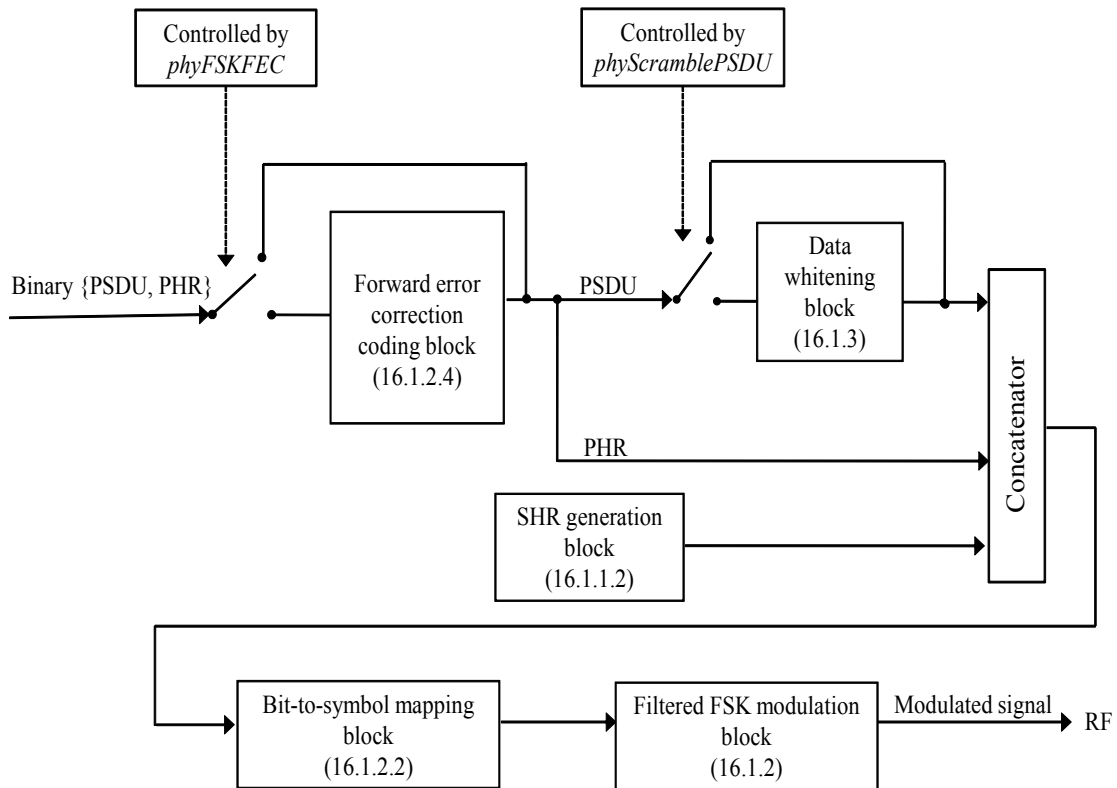 Controlled by
phyFSKFEC
Controlled by
phyScramblePSDU
Binary {PSDU, PHR}
Forward error
correction
coding block
(16.1.2.4)
PSDU
Data
whitening
block
(16.1.3)
PHR
SHR generation
block
(16.1.1.2)
Concatenator
Bit-to-symbol mapping
block
(16.1.2.2)
Filtered FSK modulation
block
(16.1.2)
Modulated signal
RF